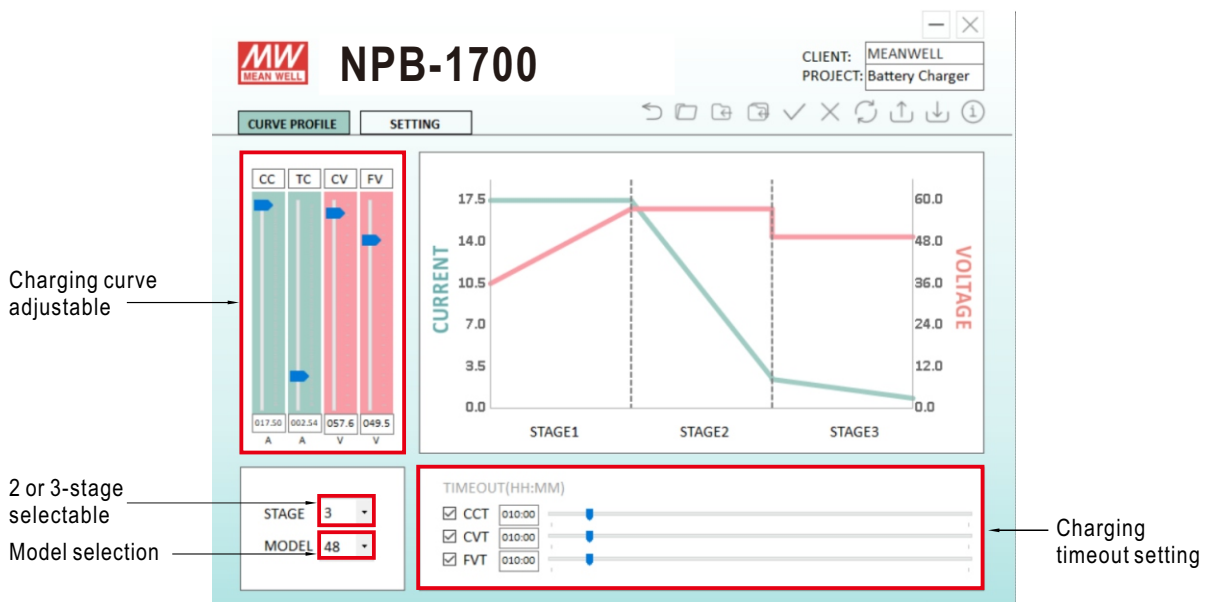 MW
MEAN WELL
NPB-1700
CLIENT: MEANWELL
PROJECT: Battery Charger
CURVE PROFILE SETTING
CC TC CV FV
017.50 002.54 057.6 049.5
A A V V
Charging curve
adjustable
CURRENT
17.5
14.0
10.5
7.0
3.5
0.0
60.0
48.0
36.0
24.0
12.0
0.0
VOLTAGE
STAGE1 STAGE2 STAGE3
2 or 3-stage
selectable
Model selection
STAGE 3
MODEL 48
TIMEOUT(HH:MM)
CCT 010:00
CVT 010:00
FVT 010:00
Charging
timeout setting